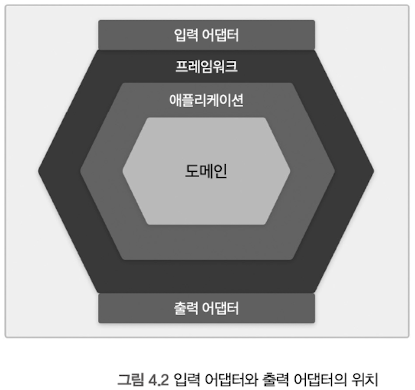 입력 어댑터
프레임워크
애플리케이션
도메인
출력 어댑터
그림 4.2 입력 어댑터와 출력 어댑터의 위치